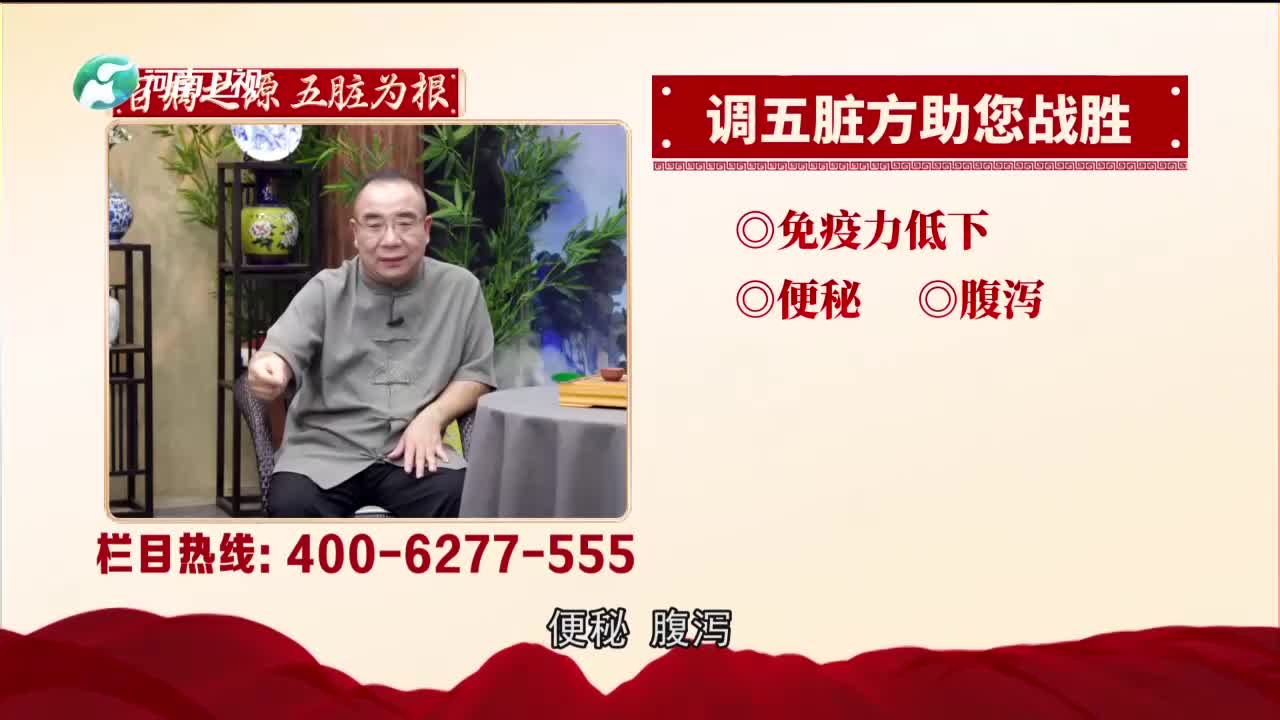 河南卫视
百病之源 五脏为根
调五脏方助您战胜
◎免疫力低下
◎便秘 ◎腹泻
栏目热线: 400-6277-555
便秘 腹泻